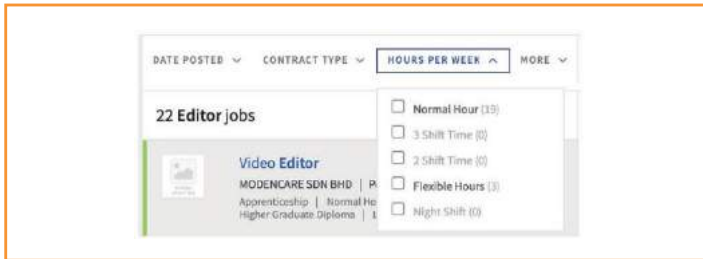 DATE POSTED CONTRACT TYPE HOURS PER WEEK MORE
22 Editor jobs
Normal Hour (19)
3 Shift Time (0)
2 Shift Time (0)
Flexible Hours (3)
Night Shift (0)
Video Editor
MODENCARE SDN BHD | P
Apprenticeship | Normal Ho
Higher Graduate Diploma |